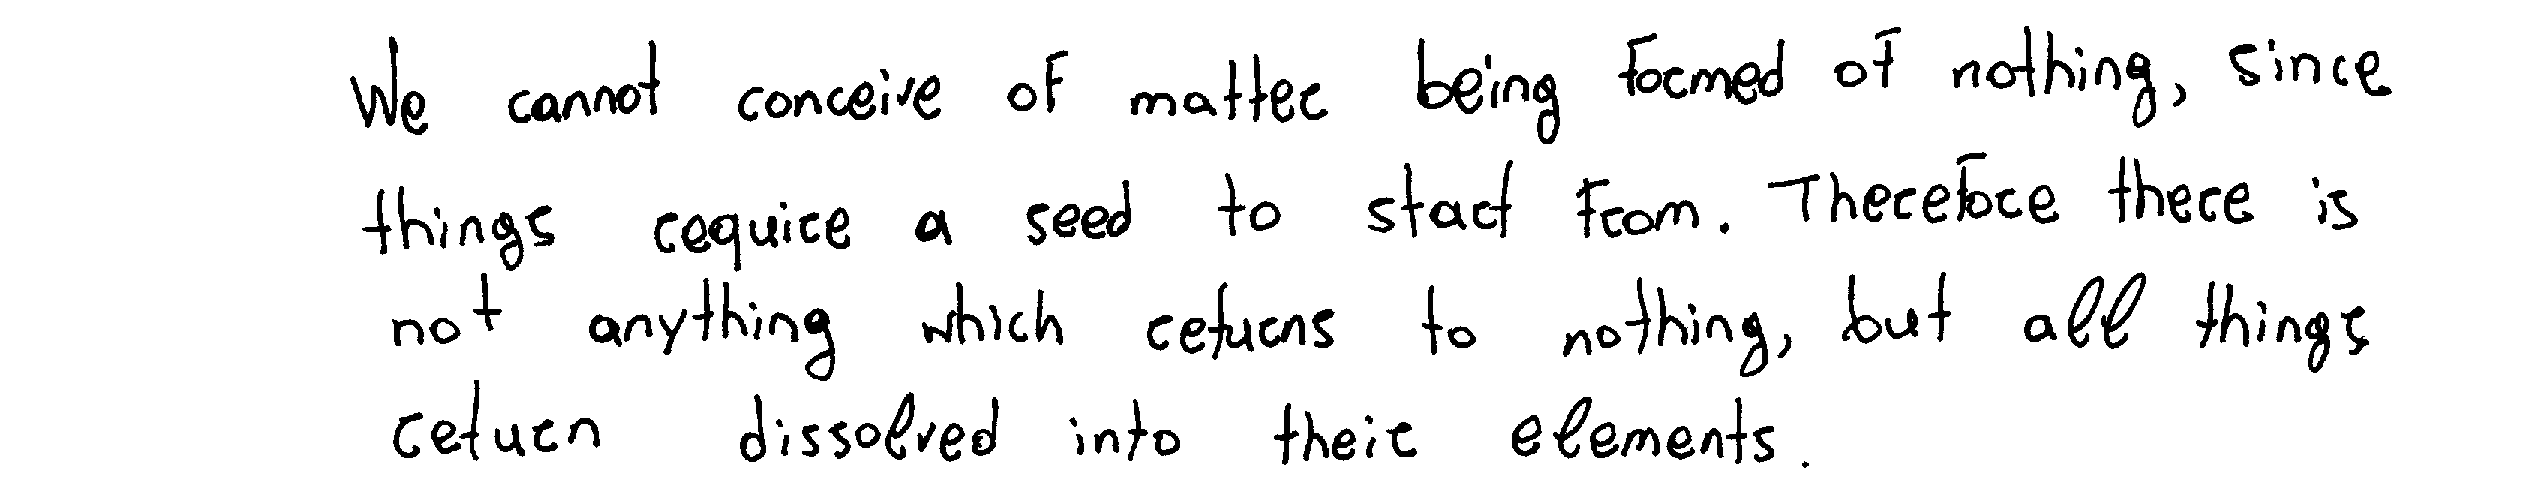 We cannot conceive of matter being formed of nothing, since
things require a seed to start from. Therefore there is
not anything which returns to nothing, but all things
return dissolved into their elements.